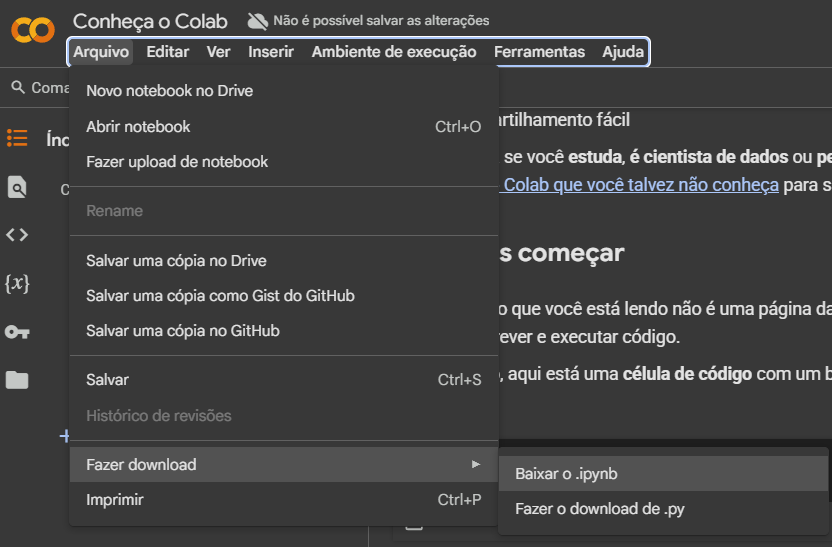 Conheça o Colab
Não é possível salvar as alterações
Arquivo Editar Ver Inserir Ambiente de execução Ferramentas Ajuda
Coma
Índ
Novo notebook no Drive
Abrir notebook Ctrl+O
Fazer upload de notebook
Rename
Salvar uma cópia no Drive
Salvar uma cópia como Gist do GitHub
Salvar uma cópia no GitHub
Salvar Ctrl+S
Histórico de revisões
Fazer download
Imprimir Ctrl+P
Baixar o .ipynb
Fazer o download de .py
rtilhamento fácil
se você estuda, é cientista de dados ou pe
Colab que você talvez não conheça para s
s começar
o que você está lendo não é uma página da
ever e executar código.
, aqui está uma célula de código com um b